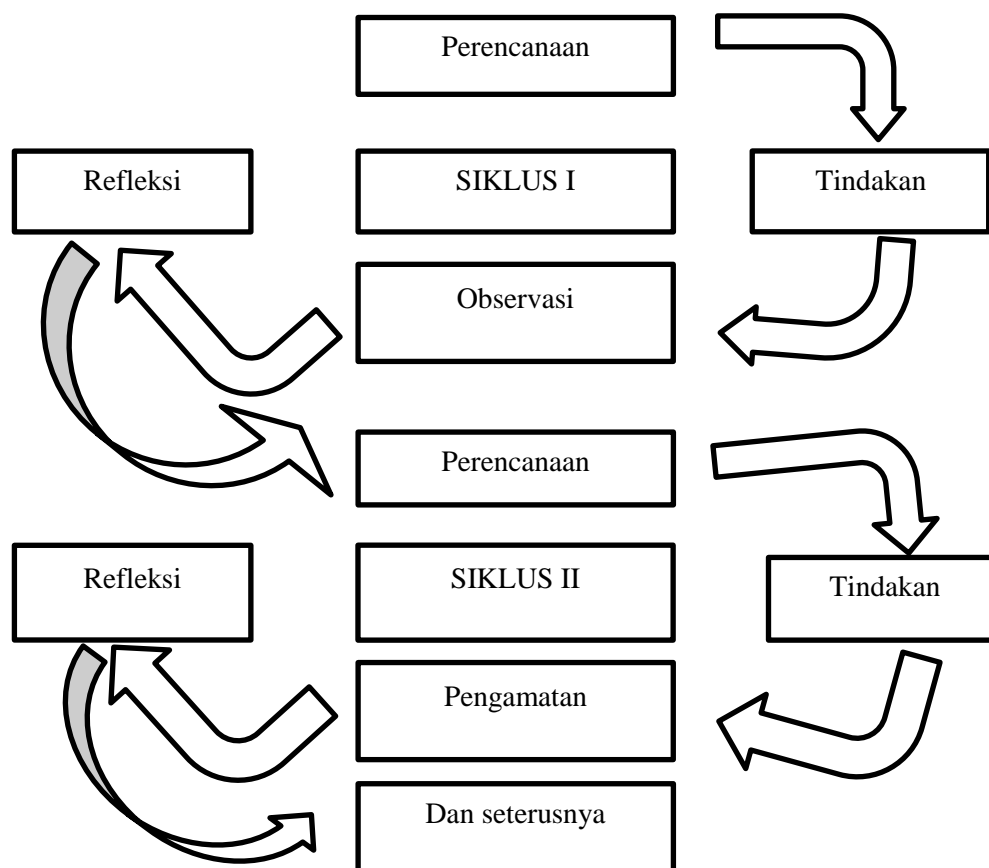 Perencanaan
Refleksi
SIKLUS I
Tindakan
Observasi
Perencanaan
Refleksi
SIKLUS II
Tindakan
Pengamatan
Dan seterusnya